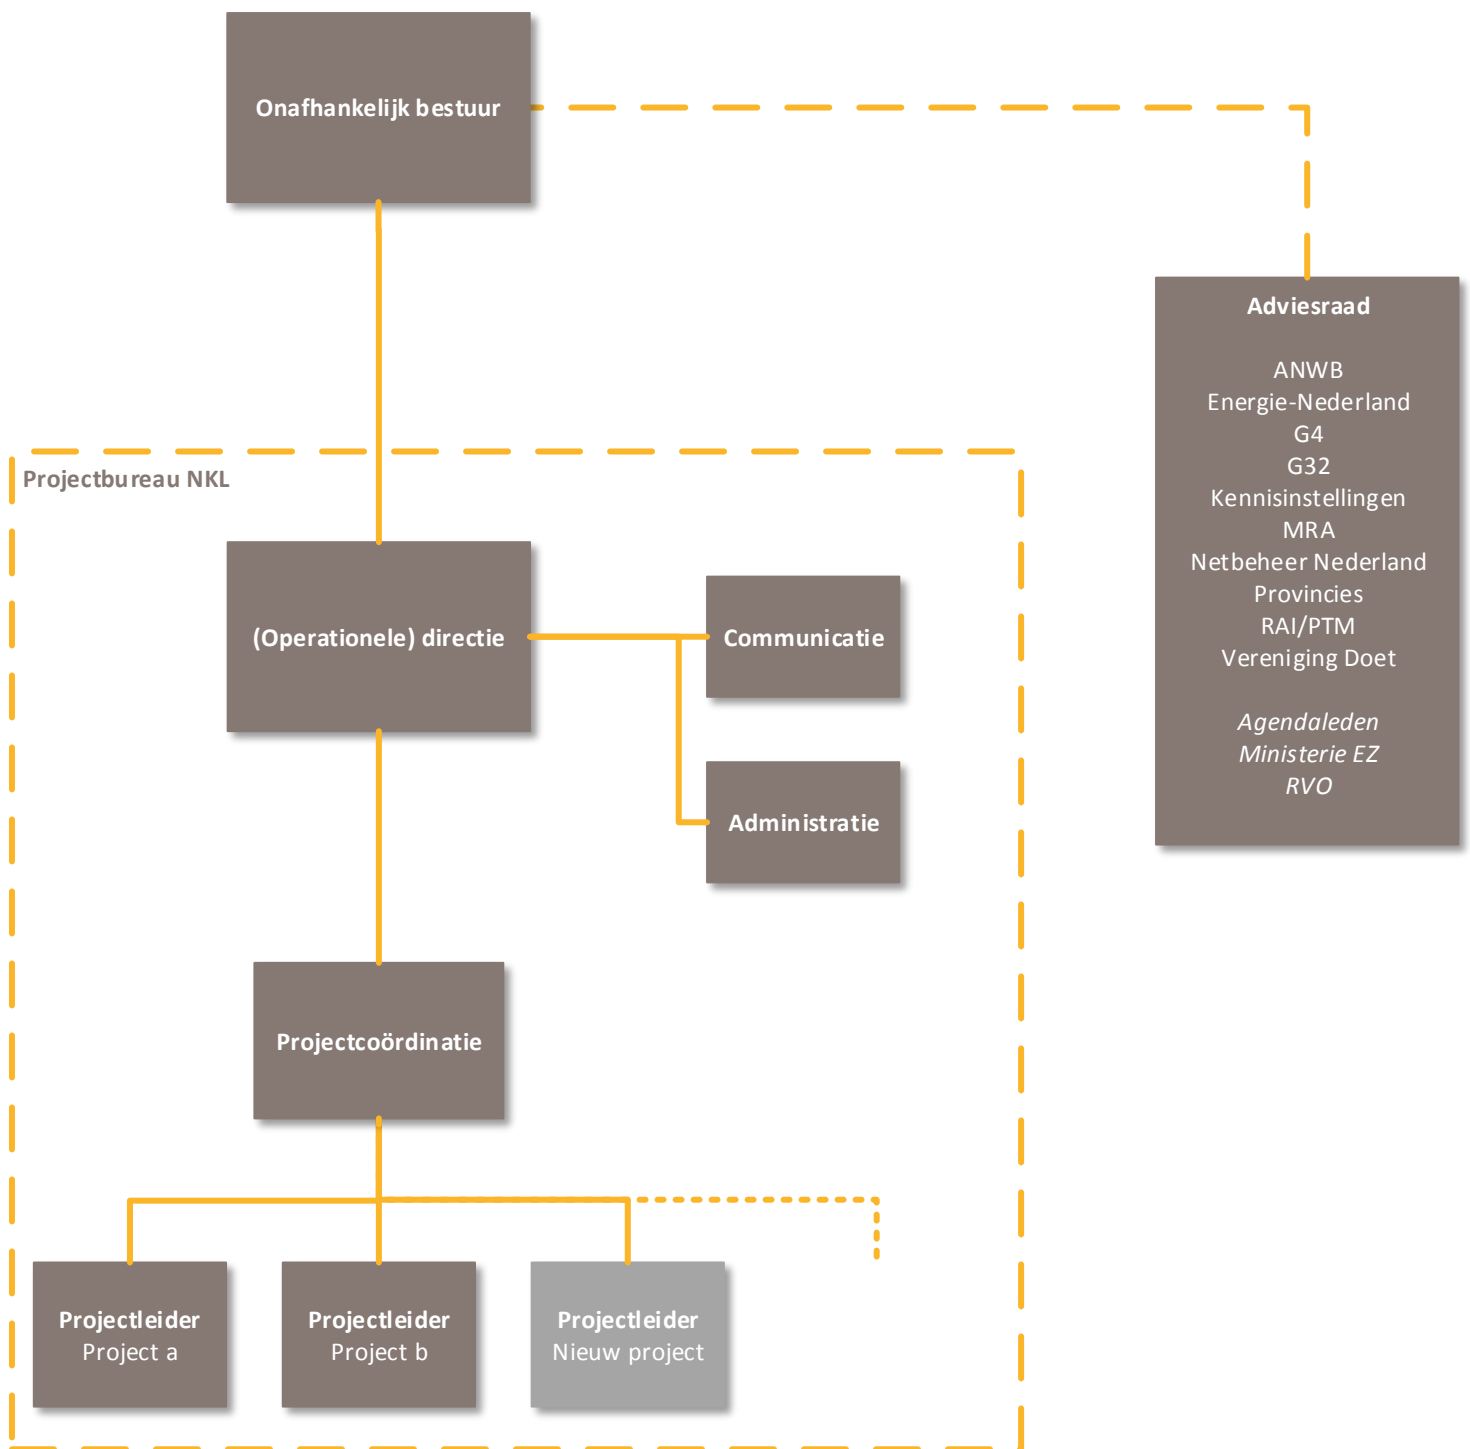 Onafhankelijk bestuur
Adviesraad
ANWB
Energie-Nederland
G4
G32
Kennisinstellingen
MRA
Netbeheer Nederland
Provincies
RAI/PTM
Vereniging Doet
Agendaleden
Ministerie EZ
RVO
Projectbureau NKL
(Operationele) directie
Communicatie
Administratie
Projectcoördinatie
Projectleider
Project a
Projectleider
Project b
Projectleider
Nieuw project